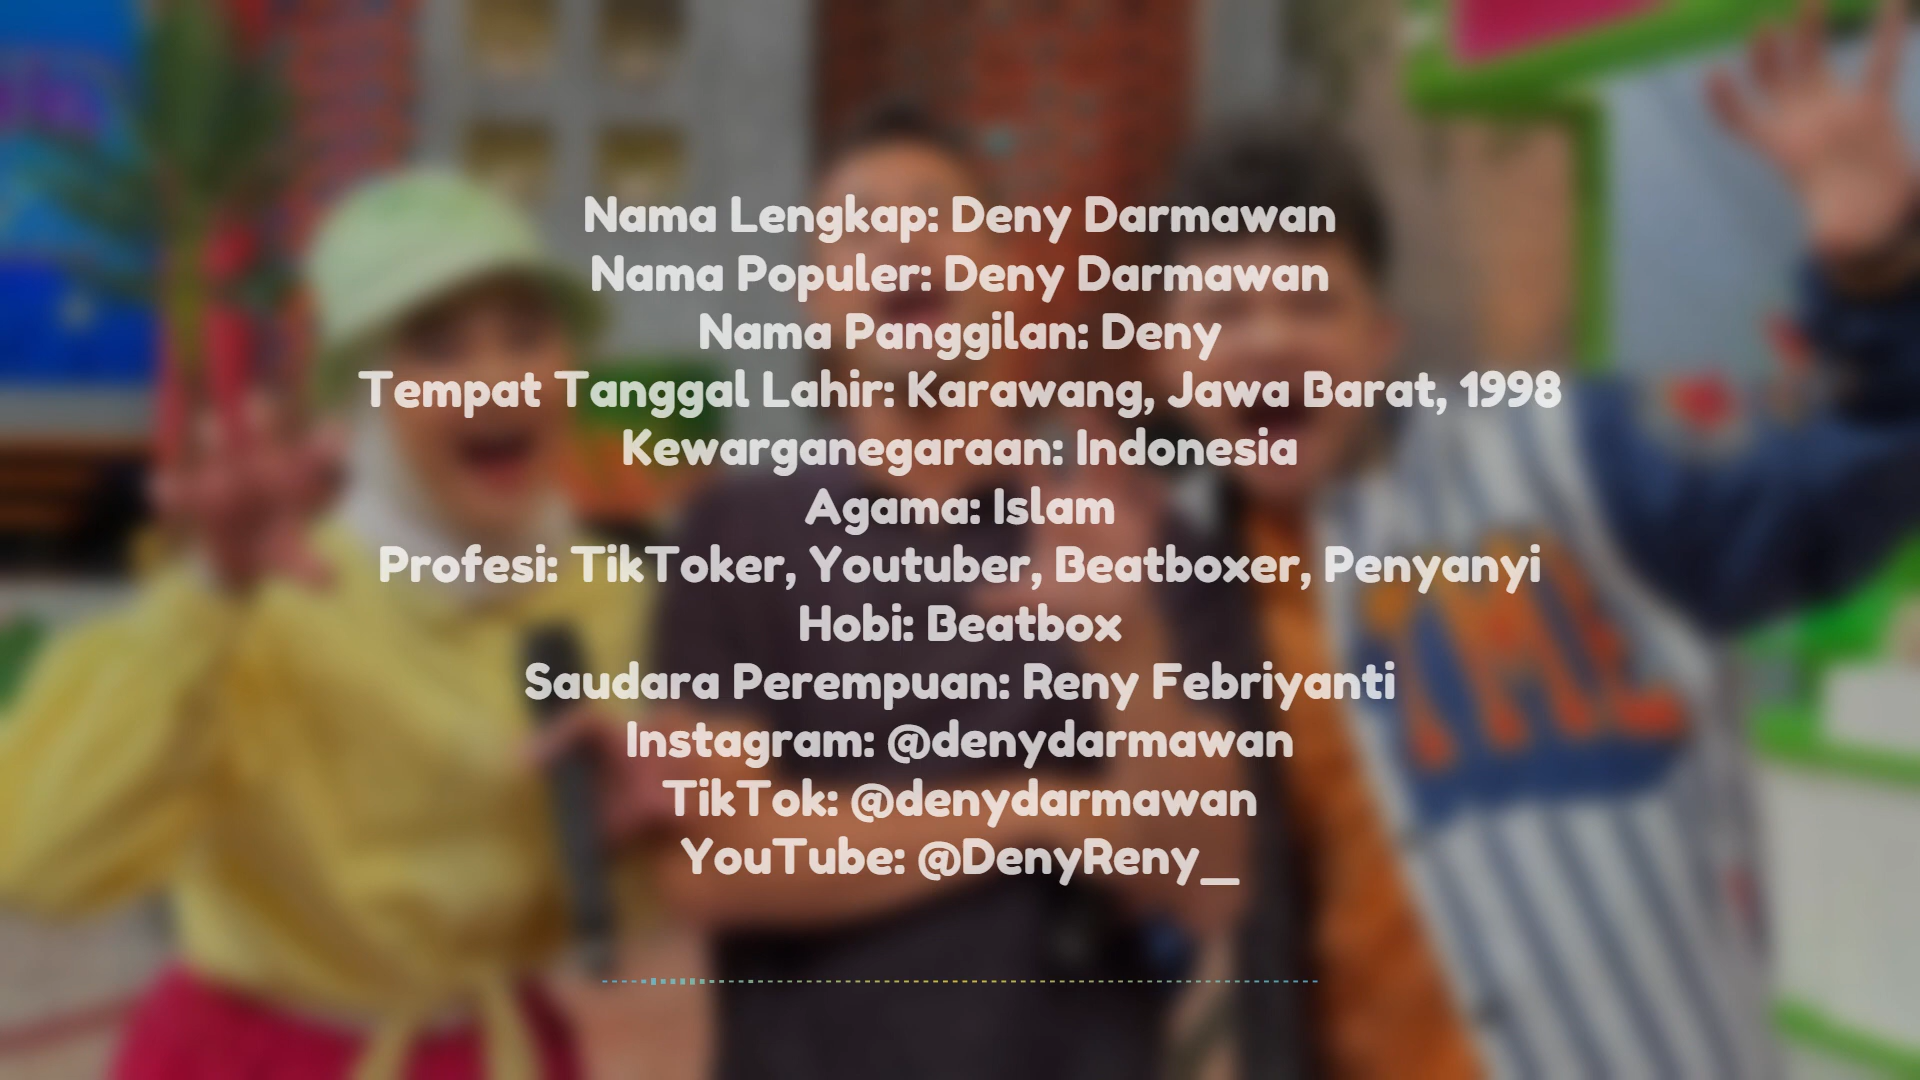 Nama Lengkap: Deny Darmawan
Nama Populer: Deny Darmawan
Nama Panggilan: Deny
Tempat Tanggal Lahir: Karawang, Jawa Barat, 1998
Kewarganegaraan: Indonesia
Agama: Islam
Profesi: TikToker, Youtuber, Beatboxer, Penyanyi
Hobi: Beatbox
Saudara Perempuan: Reny Febriyanti
Instagram: @denydarmawan
TikTok: @denydarmawan
YouTube: @DenyReny_